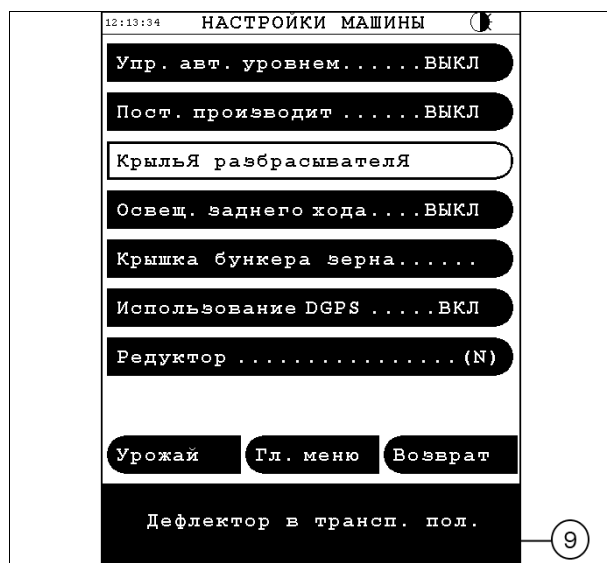 12:13:34 НАСТРОЙКИ МАШИНЫ
Упр. авт. уровнем......ВЫКЛ
Пост. производит ......ВЫКЛ
КрыльЯ разбрасывателЯ
Освещ. заднего хода....ВЫКЛ
Крышка бункера зерна......
Использование DGPS .....ВКЛ
Редуктор ................(N)
Урожай Гл. меню Возврат
Дефлектор в трансп. пол.
9